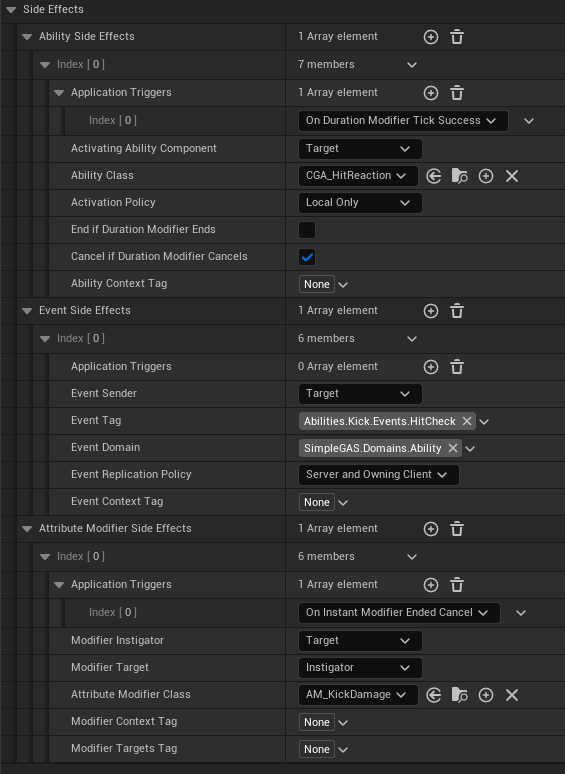 Side Effects
Ability Side Effects 1 Array element
Index [ 0 ] 7 members
Application Triggers 1 Array element
Index [ 0 ] On Duration Modifier Tick Success
Activating Ability Component Target
Ability Class CGA_HitReaction
Activation Policy Local Only
End if Duration Modifier Ends
Cancel if Duration Modifier Cancels
Ability Context Tag None
Event Side Effects 1 Array element
Index [ 0 ] 6 members
Application Triggers 0 Array element
Event Sender Target
Event Tag Abilities.Kick.Events.HitCheck
Event Domain SimpleGAS.Domains.Ability
Event Replication Policy Server and Owning Client
Event Context Tag None
Attribute Modifier Side Effects 1 Array element
Index [ 0 ] 6 members
Application Triggers 1 Array element
Index [ 0 ] On Instant Modifier Ended Cancel
Modifier Instigator Target
Modifier Target Instigator
Attribute Modifier Class AM_KickDamage
Modifier Context Tag None
Modifier Targets Tag None